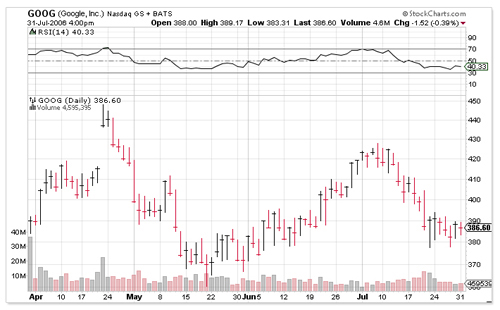 GOOG (Google, Inc.) Nasdaq GS + BATS © StockCharts.com
31-Jul-2006 4:00pm Open 388.00 High 389.17 Low 383.31 Last 386.60 Volume 4.6M Chg -1.52 (-0.39%)
RSI(14) 40.33
90
70
50
40.33
30
10
GOOG (Daily) 386.60
Volume 4,595,395
450
440
430
420
410
400
390
386.60
380
370
360
40M
30M
20M
10M
4595395
Apr 10 17 24 May 8 15 22 Jun 5 12 19 26 Jul 10 17 24 31